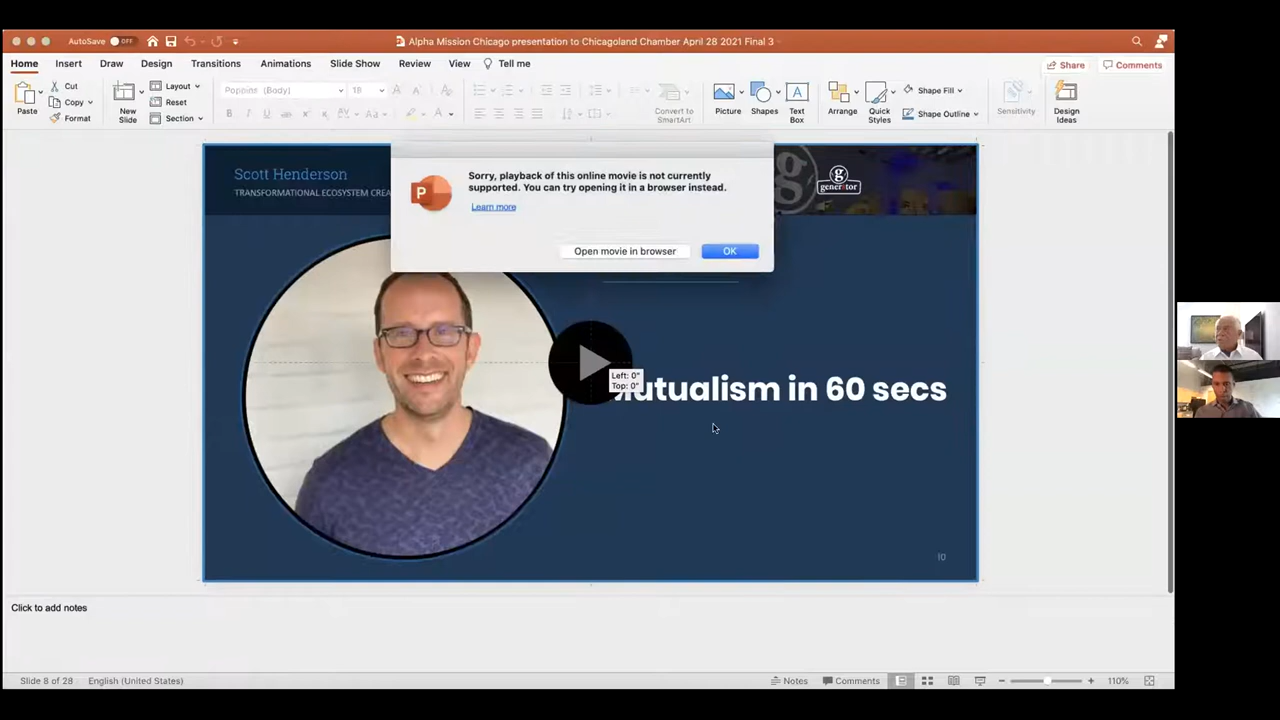 AutoSave OFF
Alpha Mission Chicago presentation to Chicagoland Chamber April 28 2021 Final 3
Home Insert Draw Design Transitions Animations Slide Show Review View Tell me
Share Comments
Paste
Cut
Copy
Format
New
Slide
Layout
Reset
Section
Poppins (Body) 18
Convert to
SmartArt
Picture
Shapes
Text
Box
Arrange
Quick
Styles
Shape Fill
Shape Outline
Sensitivity
Design
Ideas
Scott Henderson
TRANSFORMATIONAL ECOSYSTEM CREA
Sorry, playback of this online movie is not currently
supported. You can try opening it in a browser instead.
Learn more
Open movie in browser OK
g
gener8tor
Left: 0"
Top: 0"
utualism in 60 secs
10
Click to add notes
Slide 8 of 28 English (United States) Notes Comments 110%